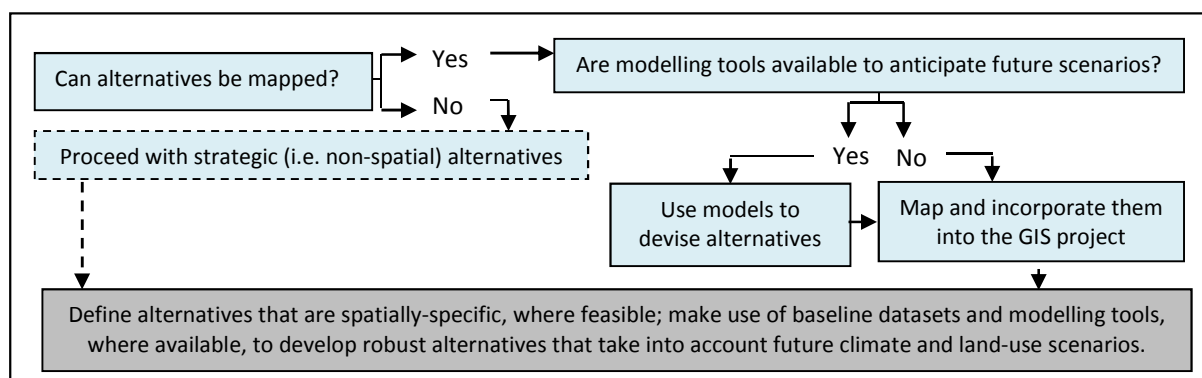 Can alternatives be mapped?
Yes
No
Are modelling tools available to anticipate future scenarios?
Proceed with strategic (i.e. non-spatial) alternatives
Yes
No
Use models to
devise alternatives
Map and incorporate them
into the GIS project
Define alternatives that are spatially-specific, where feasible; make use of baseline datasets and modelling tools,
where available, to develop robust alternatives that take into account future climate and land-use scenarios.